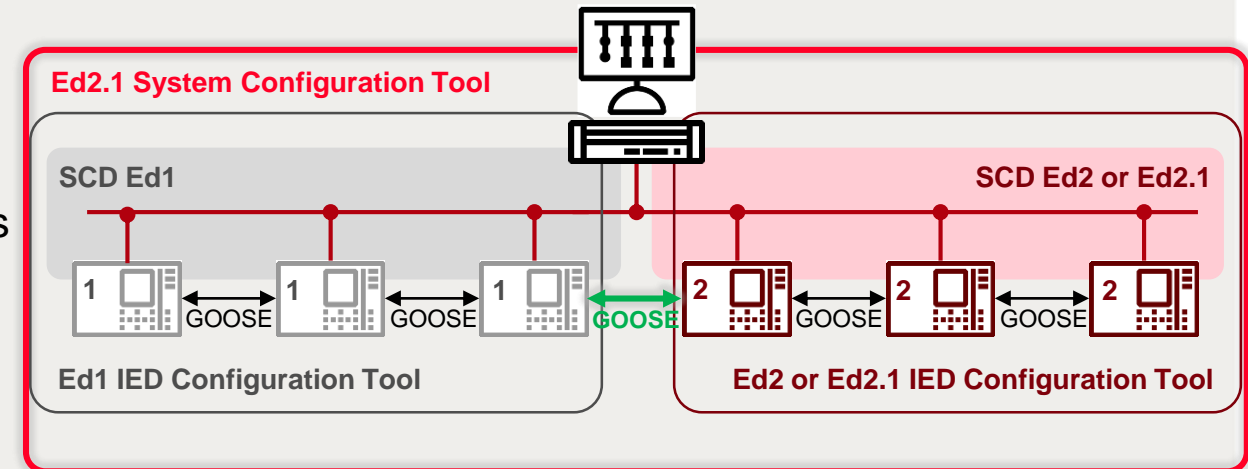 Ed2.1 System Configuration Tool
SCD Ed1 SCD Ed2 or Ed2.1
s
1 1 1 2 2 2
GOOSE GOOSE GOOSE GOOSE GOOSE
Ed1 IED Configuration Tool Ed2 or Ed2.1 IED Configuration Tool